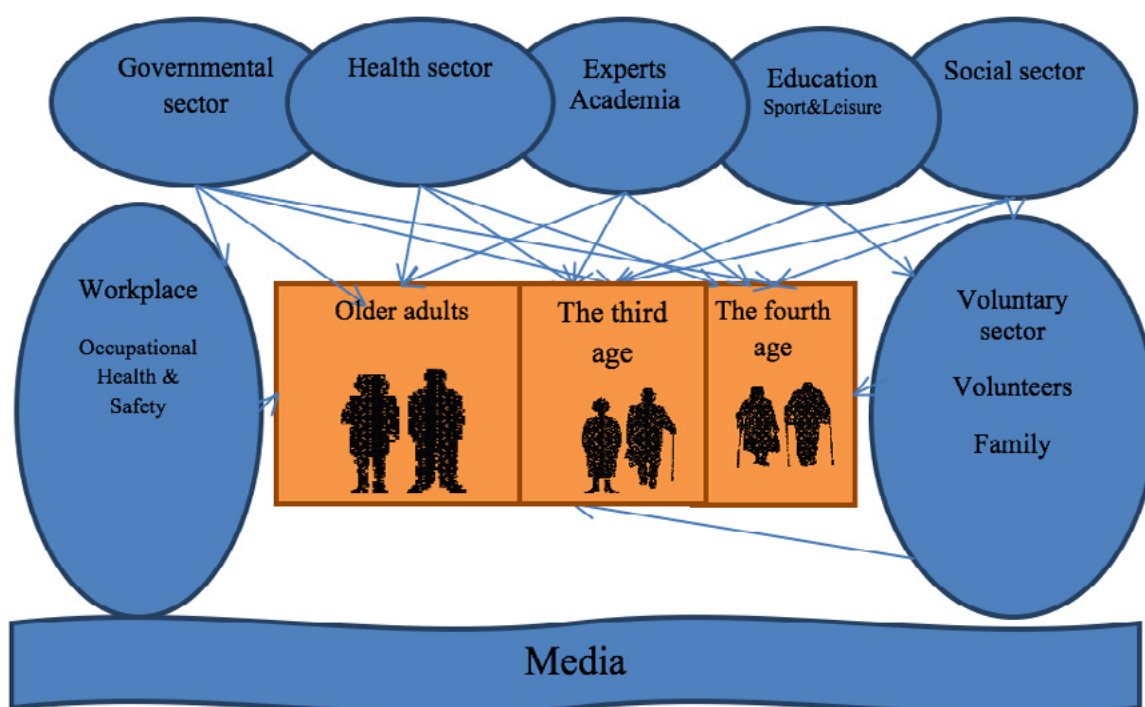 Governmental
sector
Health sector
Experts
Academia
Education
Sport&Leisure
Social sector
Workplace
Occupational
Health &
Safety
Older adults
The third
age
The fourth
age
Voluntary
sector
Volunteers
Family
Media